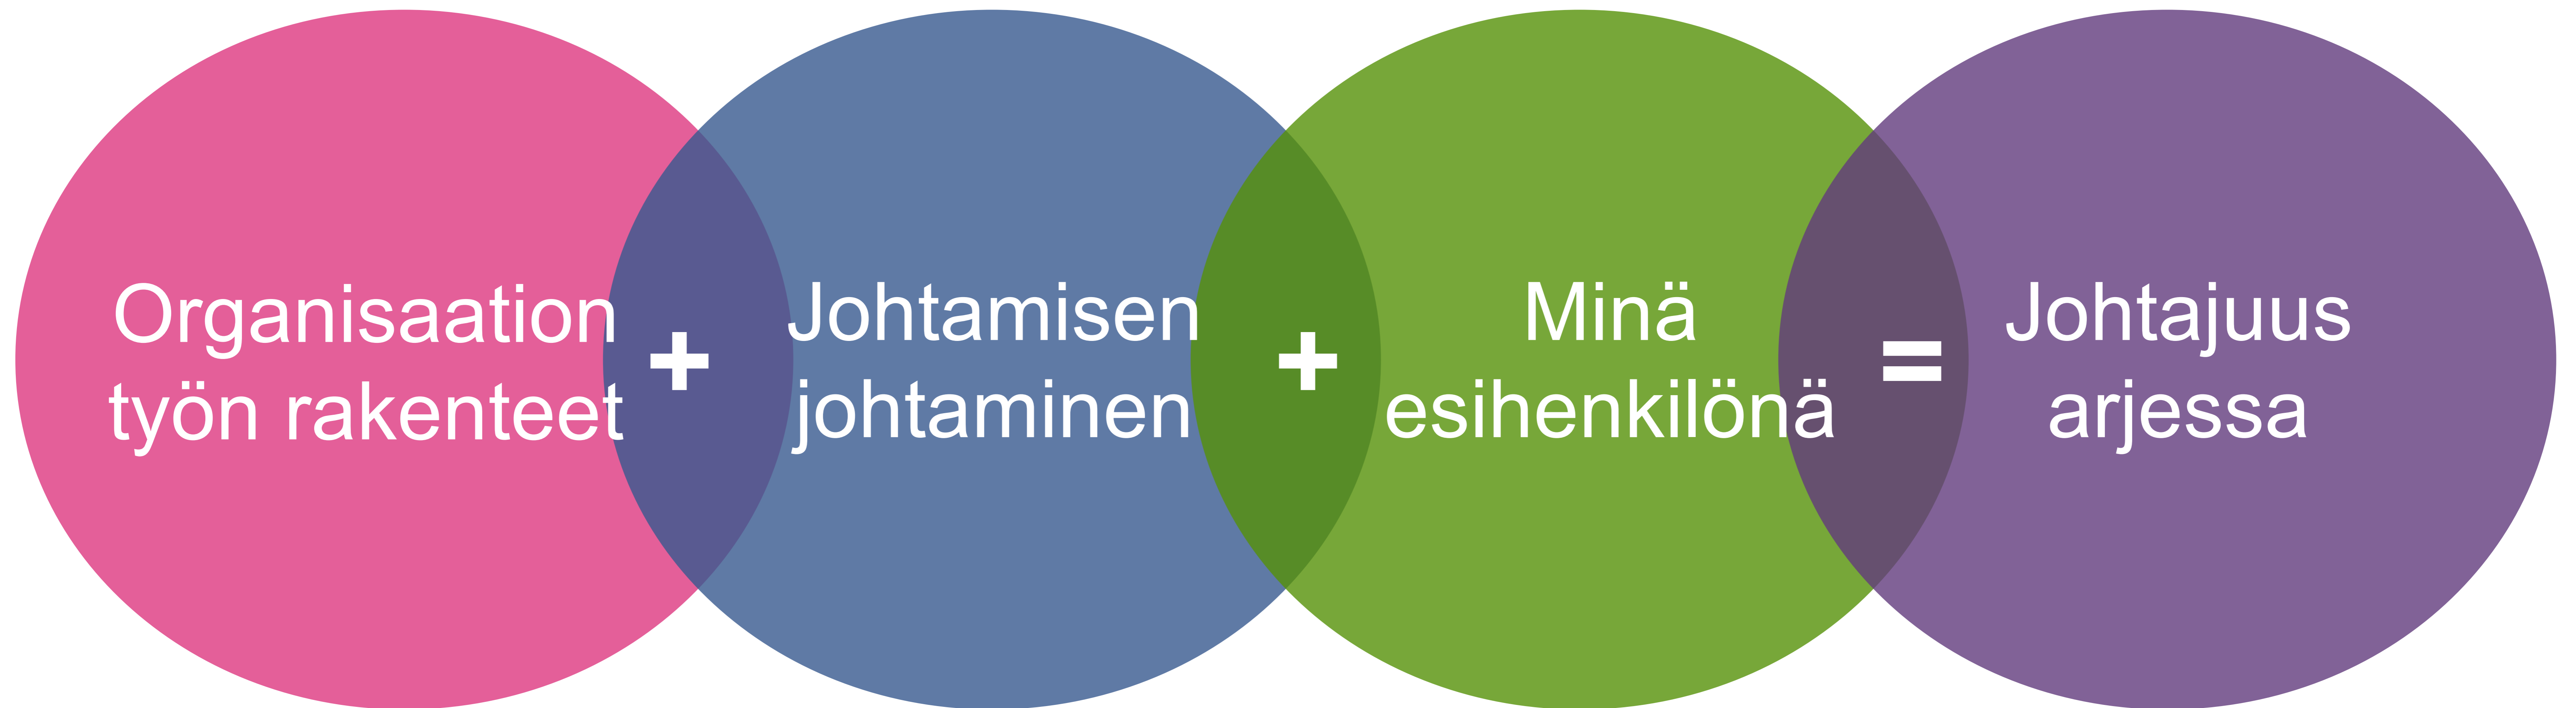 Organisaation
työn rakenteet
+
Johtamisen
johtaminen
+
Minä
esihenkilönä
=
Johtajuus
arjessa